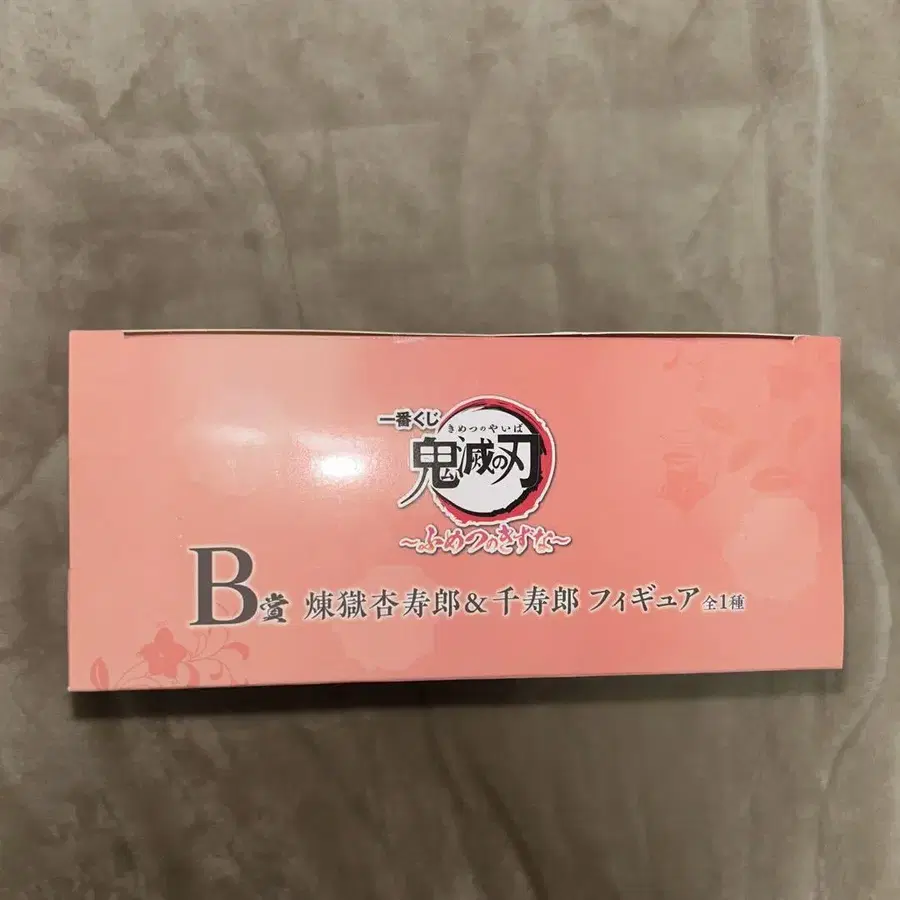 一番くじ
きめつのやいば
鬼滅の刃
～ふめつのきずな～
B賞 煉獄杏寿郎&千寿郎 フィギュア 全1種